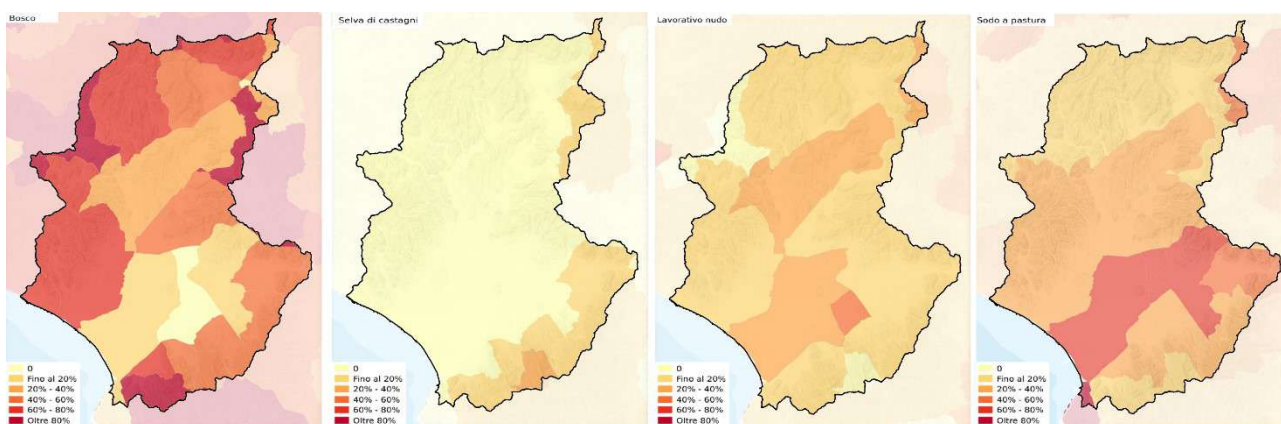 Bosco
0
Fino al 20%
20% - 40%
40% - 60%
60% - 80%
Oltre 80%
Selva di castagni
0
Fino al 20%
20% - 40%
40% - 60%
60% - 80%
Oltre 80%
Lavorativo nudo
0
Fino al 20%
20% - 40%
40% - 60%
60% - 80%
Oltre 80%
Sodo a pastura
0
Fino al 20%
20% - 40%
40% - 60%
60% - 80%
Oltre 80%